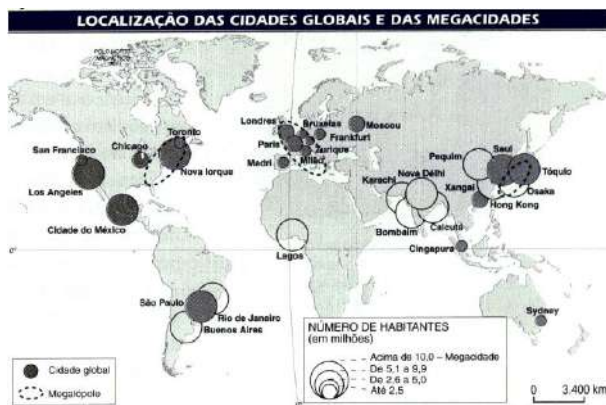 LOCALIZAÇÃO DAS CIDADES GLOBAIS E DAS MEGACIDADES
Londres
Bruxelas
Moscou
Toronto
Frankfurt
San Francisco
Chicago
Paris
Zurique
Pequim
Seul
Nova Iorque
Madri
Milão
Nova Délhi
Karachi
Xangai
Tóquio
Los Angeles
Osaka
Hong Kong
Cidade do México
Calcutá
Bombaim
Lagos
Cingapura
0°
São Paulo
Rio de Janeiro
Buenos Aires
Sydney
NÚMERO DE HABITANTES
(em milhões)
Acima de 10,0 – Megacidade
De 5,1 a 9,9
De 2,6 a 5,0
Até 2,5
Cidade global
Megalópole
0 3.400 km